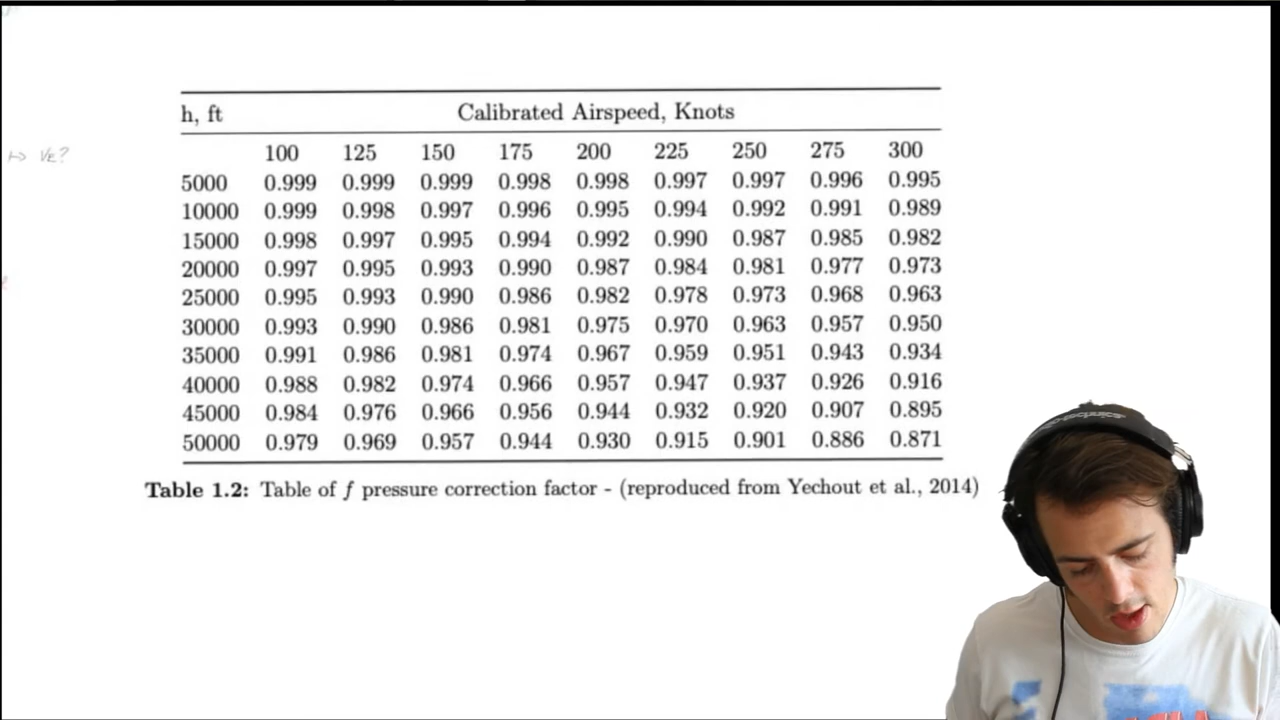 h, ft Calibrated Airspeed, Knots
100 125 150 175 200 225 250 275 300
5000 0.999 0.999 0.999 0.998 0.998 0.997 0.997 0.996 0.995
10000 0.999 0.998 0.997 0.996 0.995 0.994 0.992 0.991 0.989
15000 0.998 0.997 0.995 0.994 0.992 0.990 0.987 0.985 0.982
20000 0.997 0.995 0.993 0.990 0.987 0.984 0.981 0.977 0.973
25000 0.995 0.993 0.990 0.986 0.982 0.978 0.973 0.968 0.963
30000 0.993 0.990 0.986 0.981 0.975 0.970 0.963 0.957 0.950
35000 0.991 0.986 0.981 0.974 0.967 0.959 0.951 0.943 0.934
40000 0.988 0.982 0.974 0.966 0.957 0.947 0.937 0.926 0.916
45000 0.984 0.976 0.966 0.956 0.944 0.932 0.920 0.907 0.895
50000 0.979 0.969 0.957 0.944 0.930 0.915 0.901 0.886 0.871
Table 1.2: Table of f pressure correction factor - (reproduced from Yechout et al., 2014)